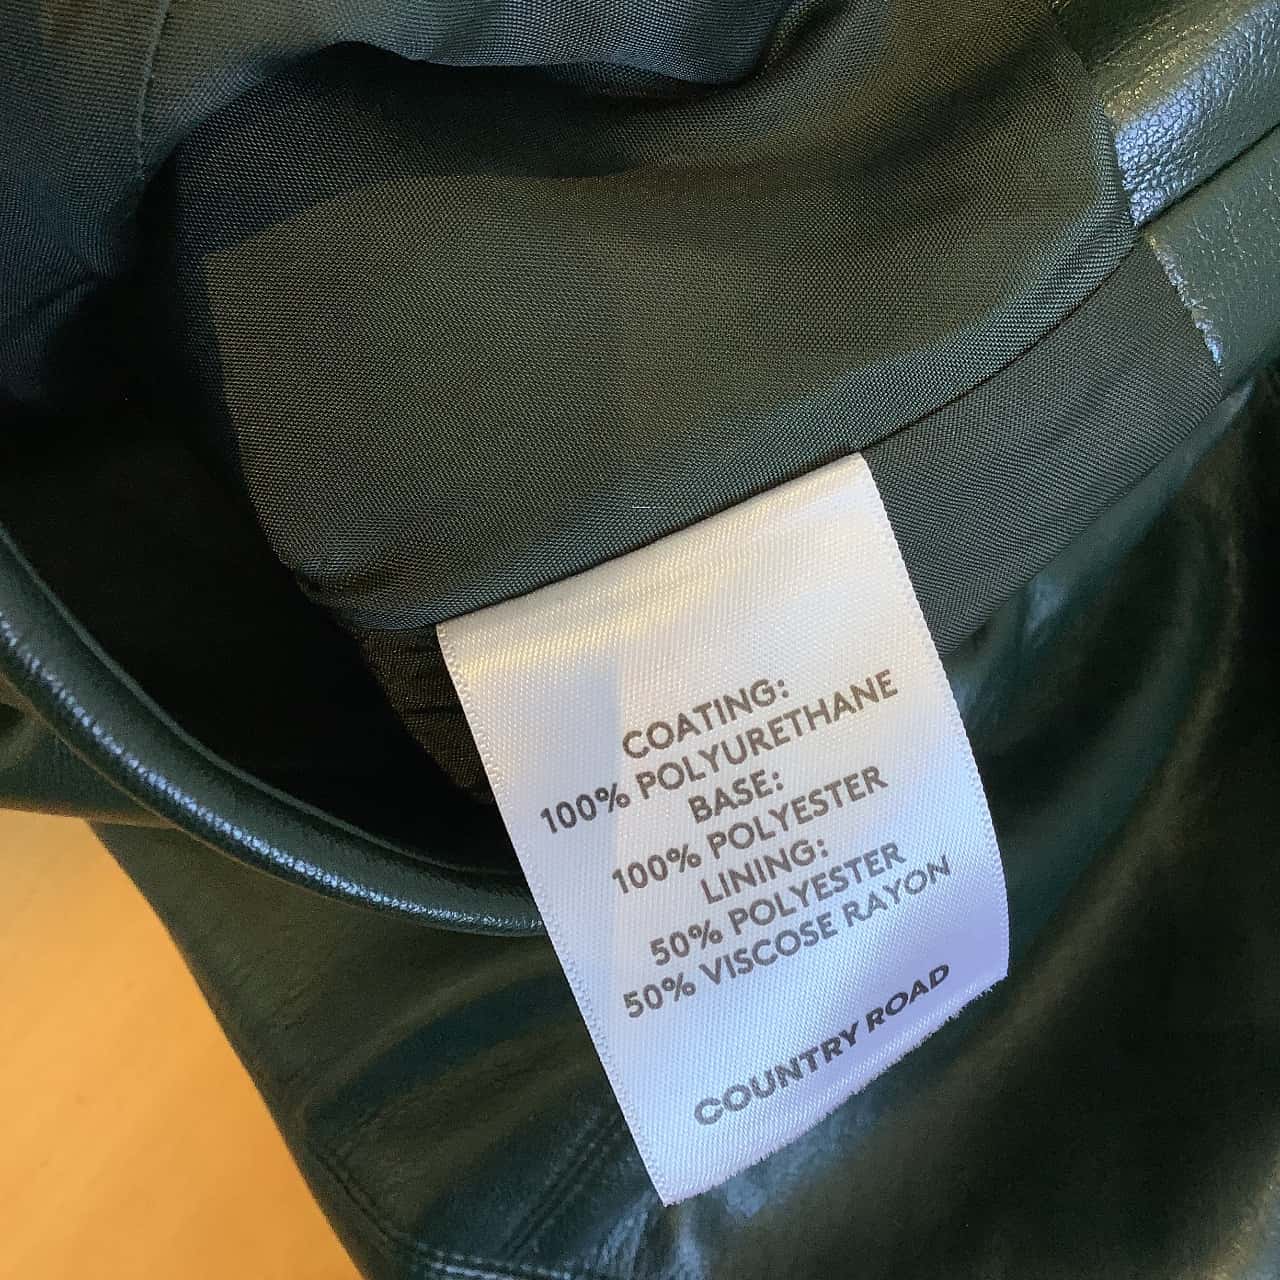 COATING:
100% POLYURETHANE
BASE:
100% POLYESTER
LINING:
50% POLYESTER
50% VISCOSE RAYON
COUNTRY ROAD